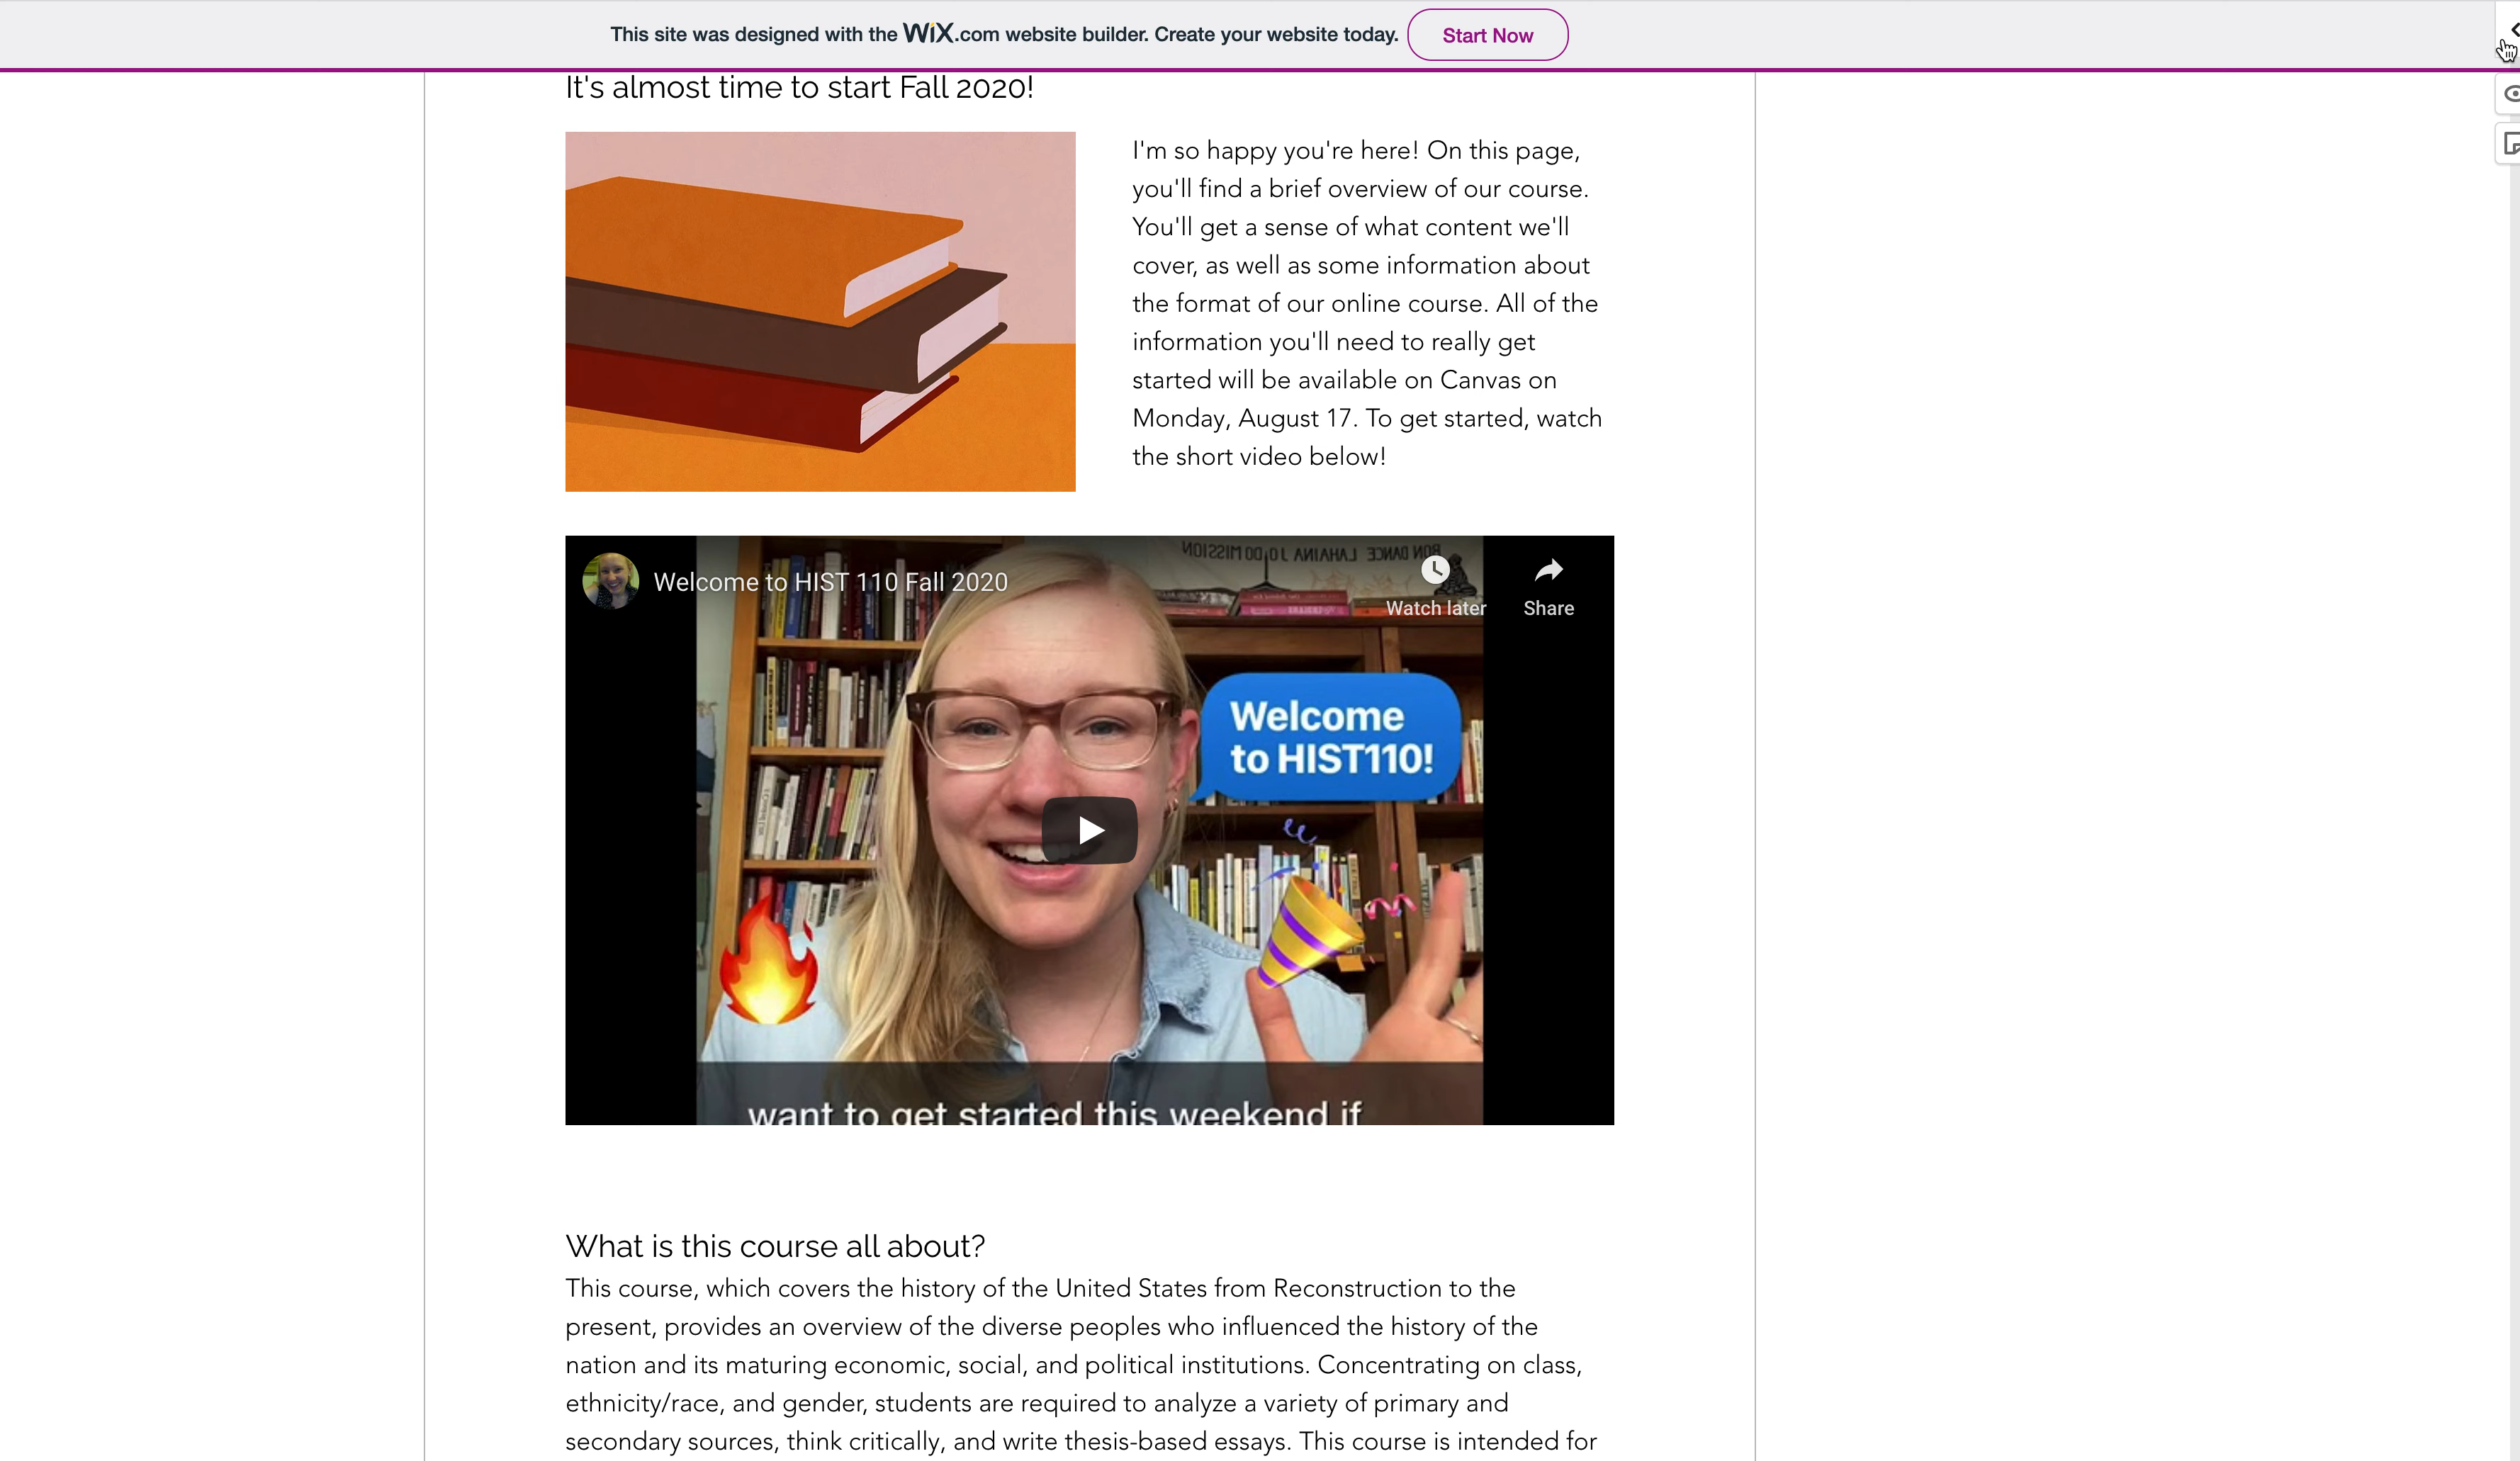 This site was designed with the WiX.com website builder. Create your website today. Start Now
It's almost time to start Fall 2020!
I'm so happy you're here! On this page,
you'll find a brief overview of our course.
You'll get a sense of what content we'll
cover, as well as some information about
the format of our online course. All of the
information you'll need to really get
started will be available on Canvas on
Monday, August 17. To get started, watch
the short video below!
BON DANCE LAHAINA JODO MISSION
Welcome to HIST 110 Fall 2020
Watch later
Share
Welcome
to HIST110!
want to get started this weekend if
What is this course all about?
This course, which covers the history of the United States from Reconstruction to the
present, provides an overview of the diverse peoples who influenced the history of the
nation and its maturing economic, social, and political institutions. Concentrating on class,
ethnicity/race, and gender, students are required to analyze a variety of primary and
secondary sources, think critically, and write thesis-based essays. This course is intended for